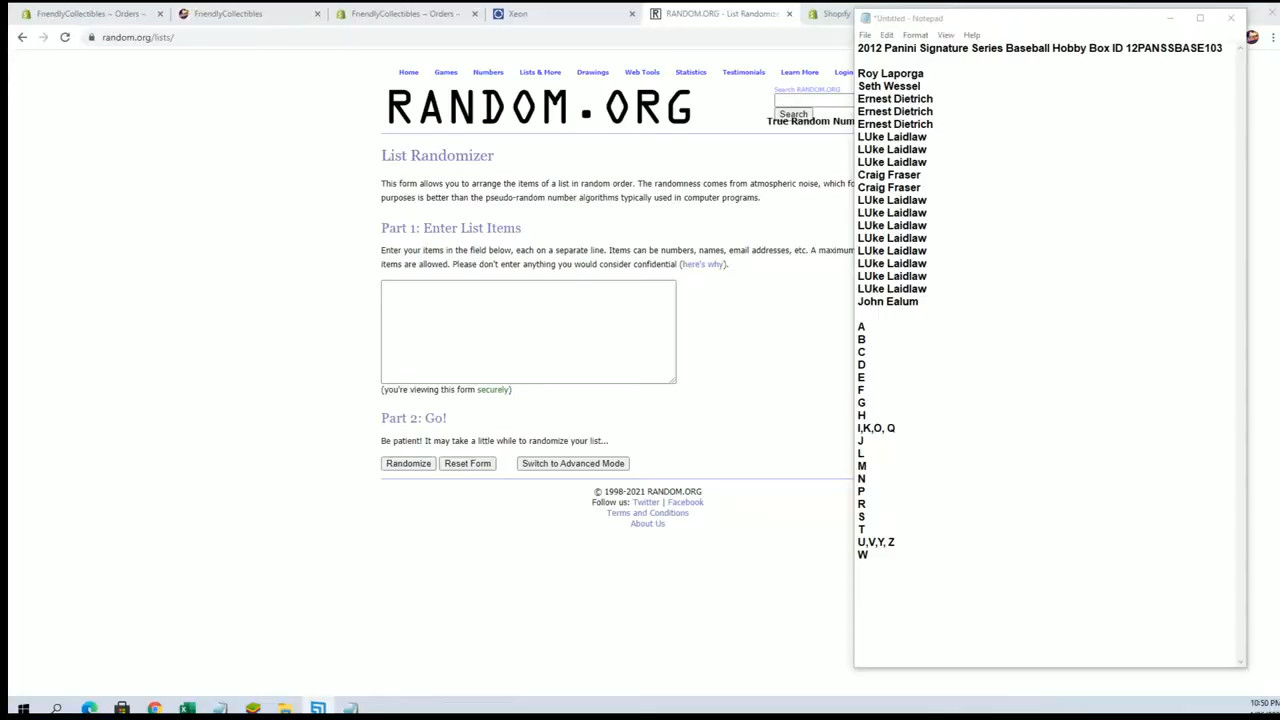 FriendlyCollectibles ~ Orders ~
FriendlyCollectibles
FriendlyCollectibles ~ Orders ~
Xeon
RANDOM.ORG - List Randomiz
Shopify
random.org/lists/
Home Games Numbers Lists & More Drawings Web Tools Statistics Testimonials Learn More Login
RANDOM.ORG
Search RANDOM.ORG
Search
True Random Num
List Randomizer
This form allows you to arrange the items of a list in random order. The randomness comes from atmospheric noise, which fo
purposes is better than the pseudo-random number algorithms typically used in computer programs.
Part 1: Enter List Items
Enter your items in the field below, each on a separate line. Items can be numbers, names, email addresses, etc. A maximum
items are allowed. Please don't enter anything you would consider confidential (here's why).
(you're viewing this form securely)
Part 2: Go!
Be patient! It may take a little while to randomize your list...
Randomize Reset Form Switch to Advanced Mode
© 1998-2021 RANDOM.ORG
Follow us: Twitter | Facebook
Terms and Conditions
About Us
*Untitled - Notepad
File Edit Format View Help
2012 Panini Signature Series Baseball Hobby Box ID 12PANSSBASE103
Roy Laporga
Seth Wessel
Ernest Dietrich
Ernest Dietrich
Ernest Dietrich
LUke Laidlaw
LUke Laidlaw
LUke Laidlaw
Craig Fraser
Craig Fraser
LUke Laidlaw
LUke Laidlaw
LUke Laidlaw
LUke Laidlaw
LUke Laidlaw
LUke Laidlaw
LUke Laidlaw
LUke Laidlaw
John Ealum
A
B
C
D
E
F
G
H
I,K,O, Q
J
L
M
N
P
R
S
T
U,V,Y, Z
W
10:50 PM